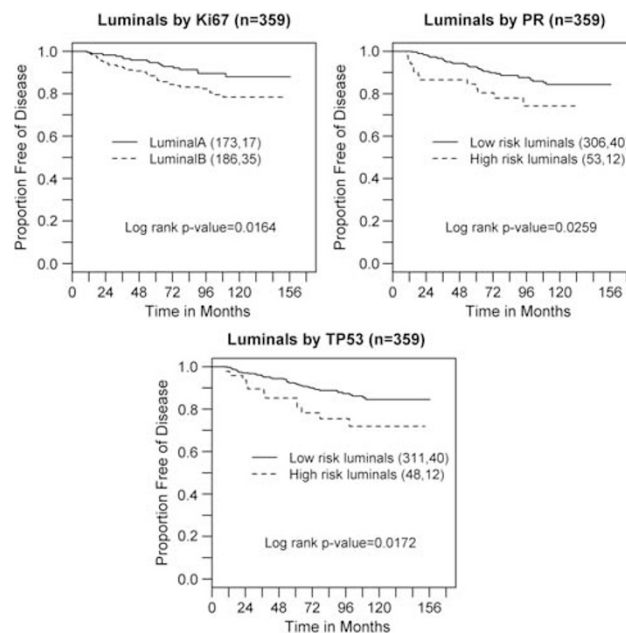 Luminals by Ki67 (n=359)
Proportion Free of Disease
1.0
0.8
0.6
0.4
0.2
0.0
LuminalA (173,17)
LuminalB (186,35)
Log rank p-value=0.0164
0 24 48 72 96 120 156
Time in Months
Luminals by PR (n=359)
Proportion Free of Disease
1.0
0.8
0.6
0.4
0.2
0.0
Low risk luminals (306,40)
High risk luminals (53,12)
Log rank p-value=0.0259
0 24 48 72 96 120 156
Time in Months
Luminals by TP53 (n=359)
Proportion Free of Disease
1.0
0.8
0.6
0.4
0.2
0.0
Low risk luminals (311,40)
High risk luminals (48,12)
Log rank p-value=0.0172
0 24 48 72 96 120 156
Time in Months